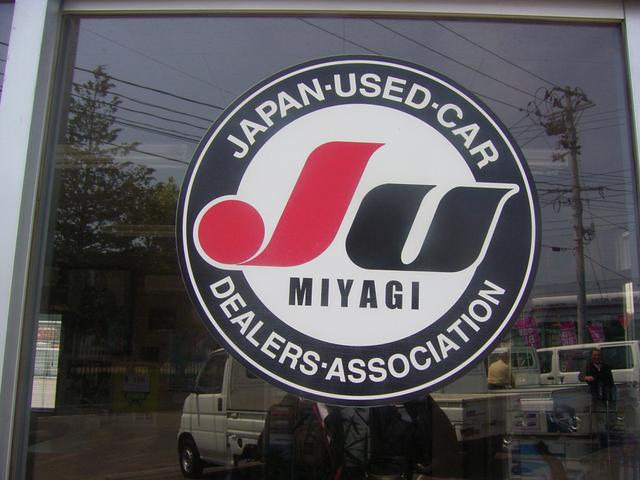 JAPAN·USED·CAR
JU
MIYAGI
DEALERS·ASSOCIATION